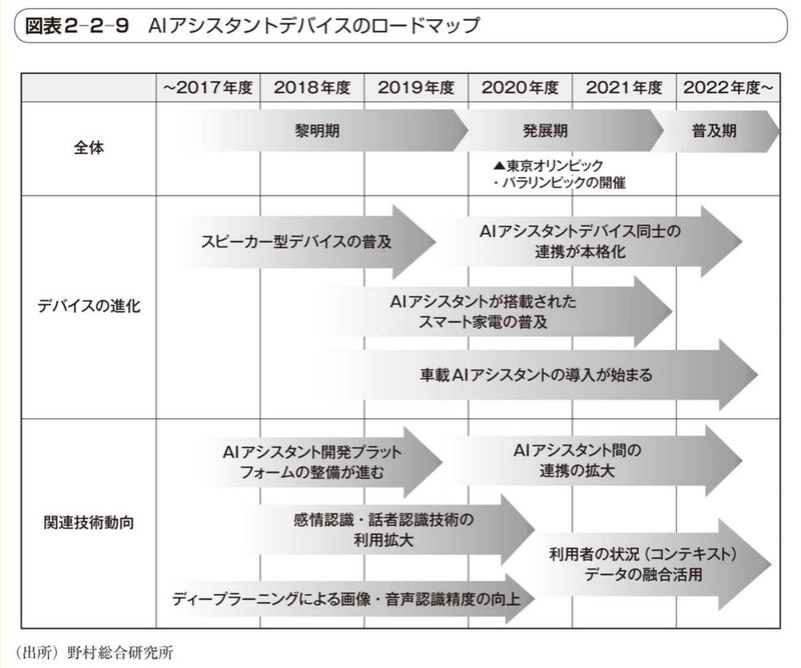 図表2-2-9 AIアシスタントデバイスのロードマップ
～2017年度 2018年度 2019年度 2020年度 2021年度 2022年度～
全体
黎明期 発展期 普及期
▲東京オリンピック
・パラリンピックの開催
デバイスの進化
スピーカー型デバイスの普及
AIアシスタントデバイス同士の
連携が本格化
AIアシスタントが搭載された
スマート家電の普及
車載AIアシスタントの導入が始まる
関連技術動向
AIアシスタント開発プラット
フォームの整備が進む
AIアシスタント間の
連携の拡大
感情認識・話者認識技術の
利用拡大
利用者の状況（コンテキスト）
データの融合活用
ディープラーニングによる画像・音声認識精度の向上
（出所）野村総合研究所